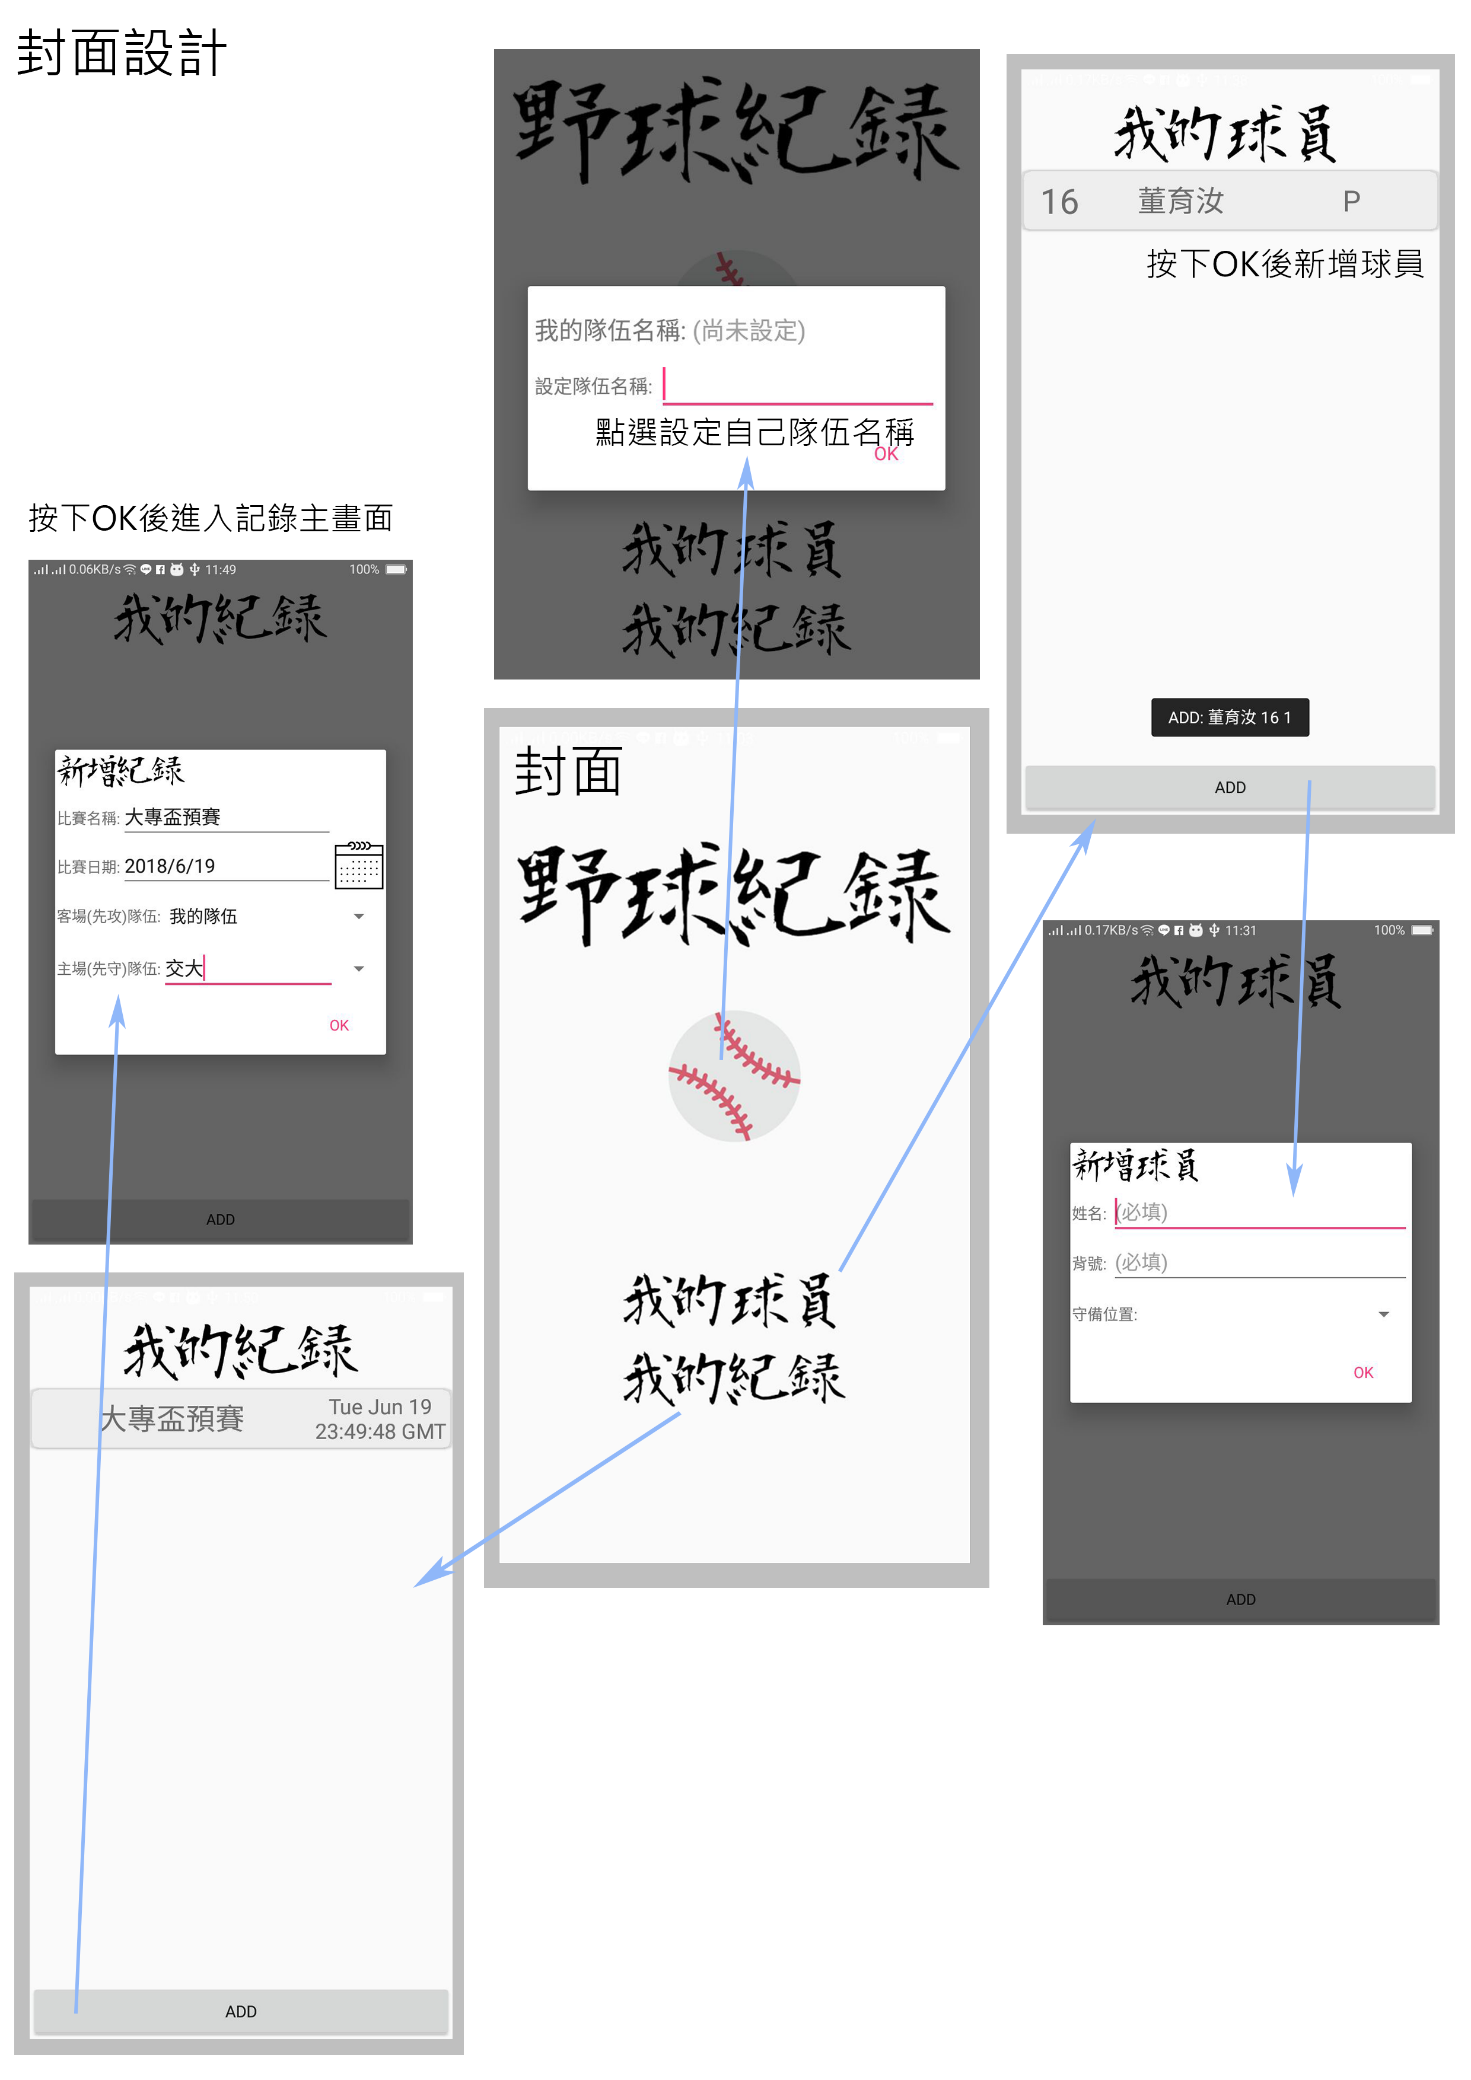 封面設計
野球紀録
我的隊伍名稱: (尚未設定)
設定隊伍名稱:
點選設定自己隊伍名稱
OK
我的球員
我的紀録
我的球員
16 董育汝 P
按下OK後新增球員
ADD: 董育汝 16 1
ADD
按下OK後進入記錄主畫面
0.06KB/s 11:49 100%
我的紀録
新增紀録
比賽名稱: 大專盃預賽
比賽日期: 2018/6/19
客場(先攻)隊伍: 我的隊伍
主場(先守)隊伍: 交大
OK
ADD
封面
野球紀録
我的球員
我的紀録
0.17KB/s 11:31 100%
我的球員
新增球員
姓名: (必填)
背號: (必填)
守備位置:
OK
ADD
我的紀録
大專盃預賽 Tue Jun 19
23:49:48 GMT
ADD